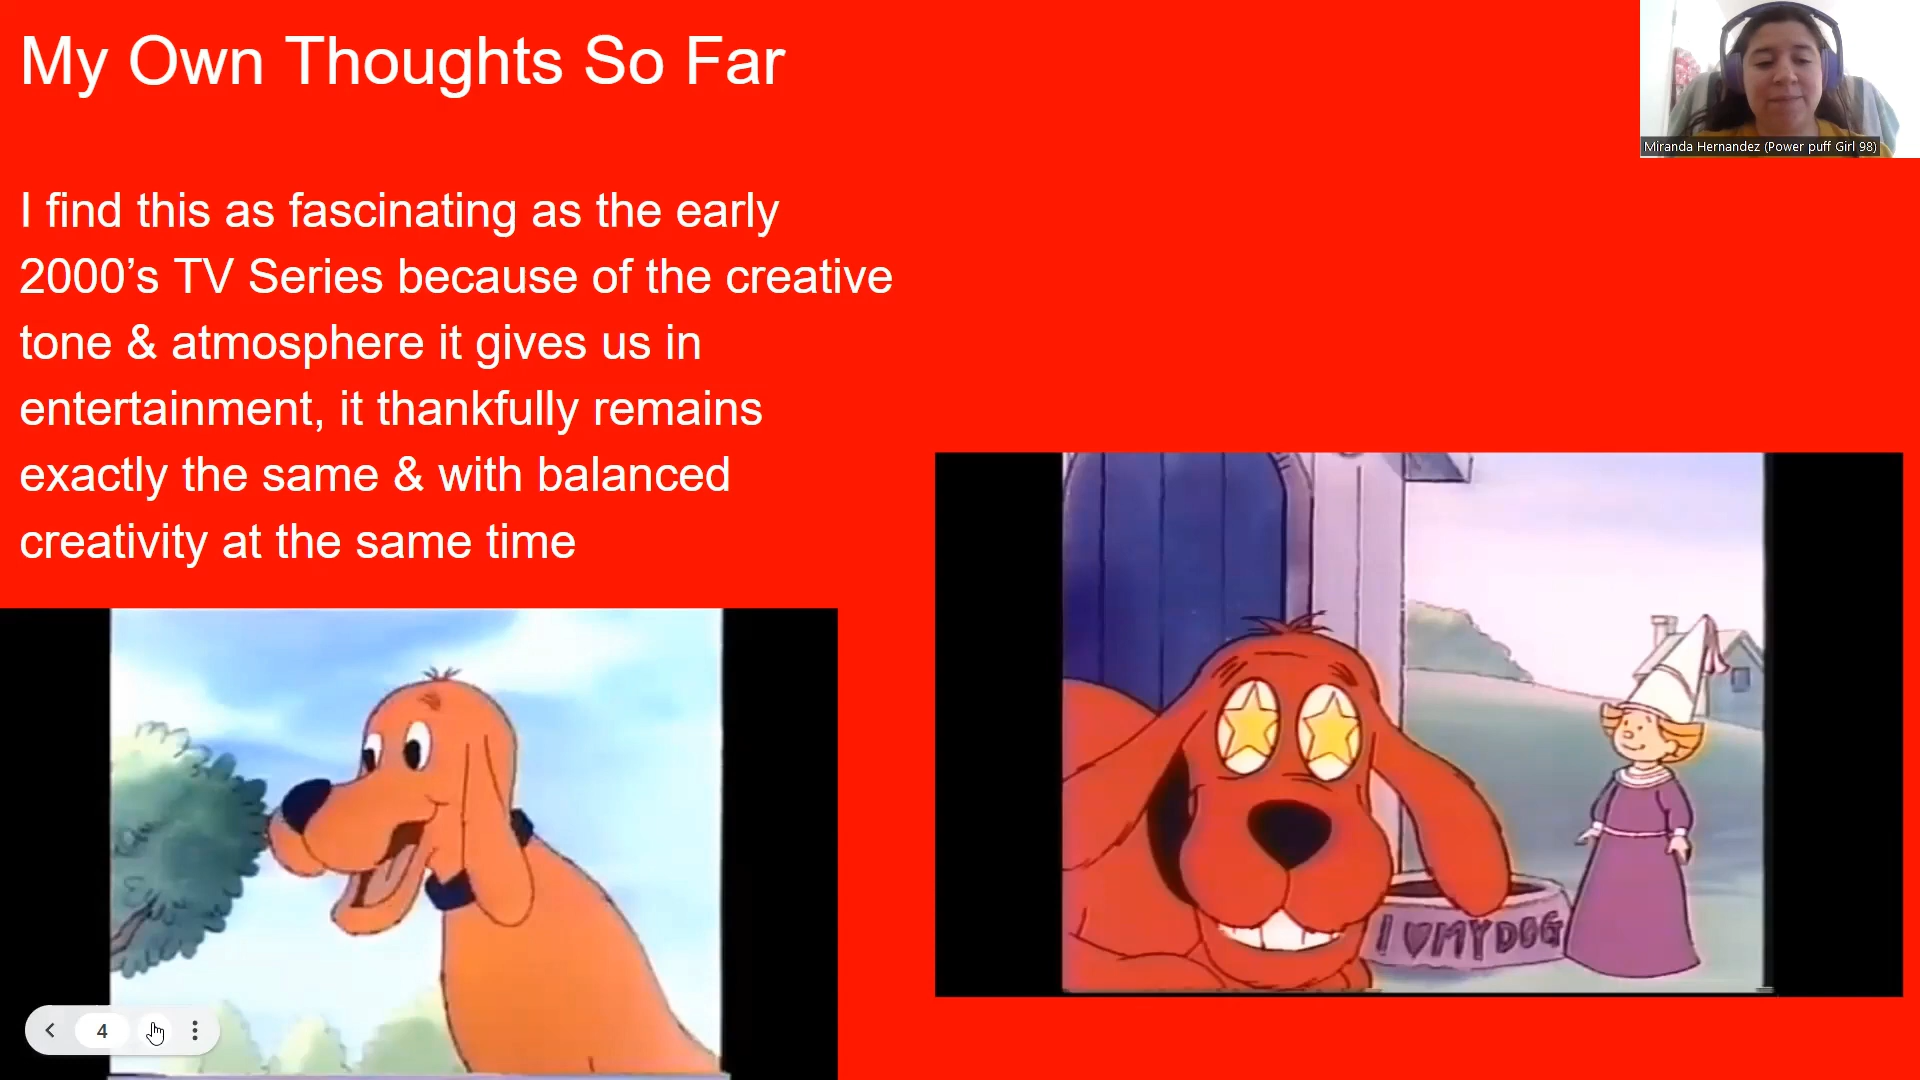 My Own Thoughts So Far
Miranda Hernandez (Power puff Girl 98)
I find this as fascinating as the early
2000’s TV Series because of the creative
tone & atmosphere it gives us in
entertainment, it thankfully remains
exactly the same & with balanced
creativity at the same time
I ♥ MY DOG
4